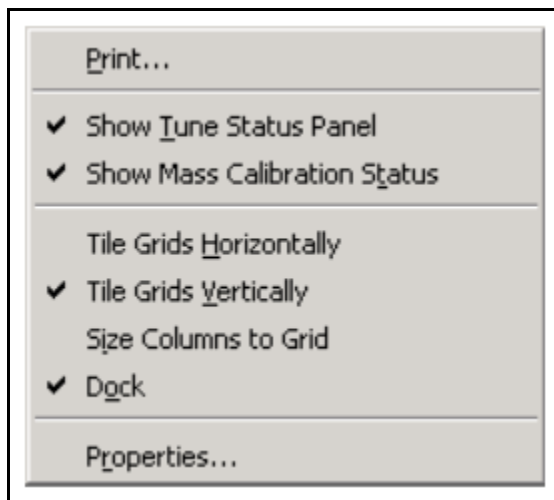 Print...
Show Tune Status Panel
Show Mass Calibration Status
Tile Grids Horizontally
Tile Grids Vertically
Size Columns to Grid
Dock
Properties...